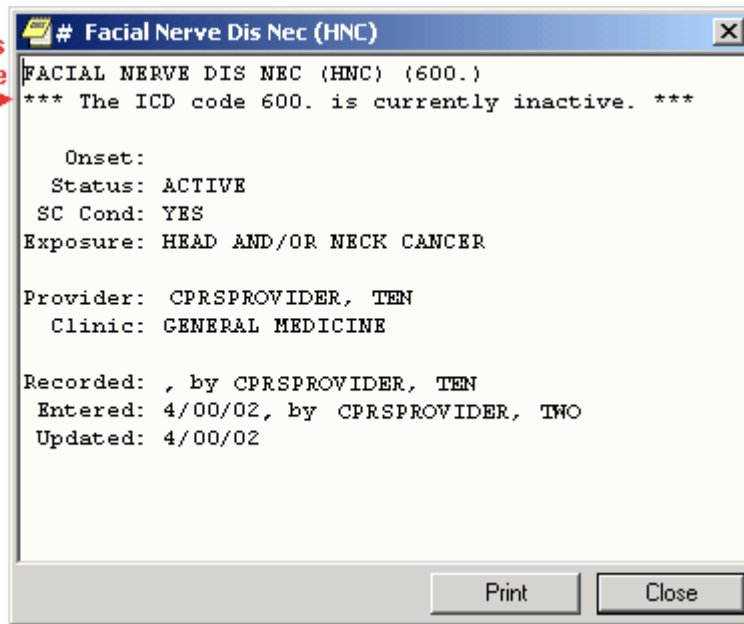 # Facial Nerve Dis Nec (HNC)
s
e
FACIAL NERVE DIS NEC (HNC) (600.)
*** The ICD code 600. is currently inactive. ***
Onset:
Status: ACTIVE
SC Cond: YES
Exposure: HEAD AND/OR NECK CANCER
Provider: CPRSPROVIDER, TEN
Clinic: GENERAL MEDICINE
Recorded: , by CPRSPROVIDER, TEN
Entered: 4/00/02, by CPRSPROVIDER, TWO
Updated: 4/00/02
Print Close